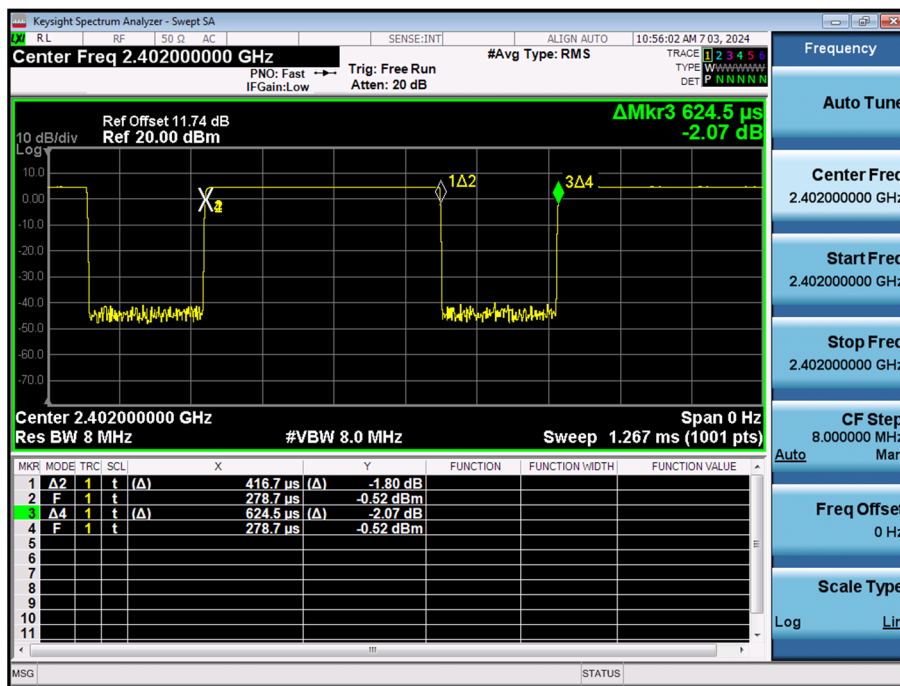 Keysight Spectrum Analyzer - Swept SA
LXI RL RF 50 Ω AC SENSE:INT ALIGN AUTO 10:56:02 AM 7 03, 2024
Center Freq 2.402000000 GHz #Avg Type: RMS TRACE 1 2 3 4 5 6
PNO: Fast Trig: Free Run TYPE WWWWWW
IFGain:Low Atten: 20 dB DET P N N N N N
ΔMkr3 624.5 µs
-2.07 dB
Ref Offset 11.74 dB
10 dB/div Ref 20.00 dBm
Log
10.0
0.00
-10.0
-20.0
-30.0
-40.0
-50.0
-60.0
-70.0
X 2
1Δ2
3Δ4
Center 2.402000000 GHz Span 0 Hz
Res BW 8 MHz #VBW 8.0 MHz Sweep 1.267 ms (1001 pts)
MKR MODE TRC SCL X Y FUNCTION FUNCTION WIDTH FUNCTION VALUE
1 Δ2 1 t (Δ) 416.7 µs (Δ) -1.80 dB
2 F 1 t 278.7 µs -0.52 dBm
3 Δ4 1 t (Δ) 624.5 µs (Δ) -2.07 dB
4 F 1 t 278.7 µs -0.52 dBm
5
6
7
8
9
10
11
MSG STATUS
Frequency
Auto Tune
Center Freq
2.402000000 GHz
Start Freq
2.402000000 GHz
Stop Freq
2.402000000 GHz
CF Step
8.000000 MHz
Auto Man
Freq Offset
0 Hz
Scale Type
Log Lin